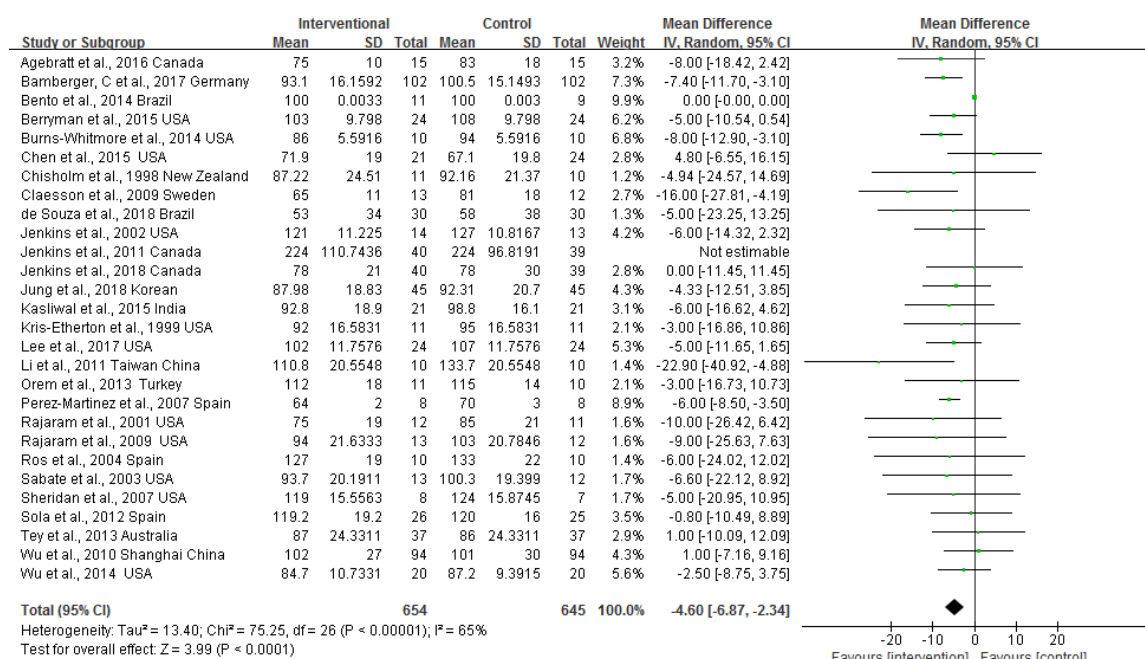 Interventional Control Mean Difference Mean Difference
Study or Subgroup Mean SD Total Mean SD Total Weight IV, Random, 95% CI IV, Random, 95% CI
Agebratt et al., 2016 Canada 75 10 15 83 18 15 3.2% -8.00 [-18.42, 2.42]
Bamberger, C et al., 2017 Germany 93.1 16.1592 102 100.5 15.1493 102 7.3% -7.40 [-11.70, -3.10]
Bento et al., 2014 Brazil 100 0.0033 11 100 0.003 9 9.9% 0.00 [-0.00, 0.00]
Berryman et al., 2015 USA 103 9.798 24 108 9.798 24 6.2% -5.00 [-10.54, 0.54]
Burns-Whitmore et al., 2014 USA 86 5.5916 10 94 5.5916 10 6.8% -8.00 [-12.90, -3.10]
Chen et al., 2015 USA 71.9 19 21 67.1 19.8 24 2.8% 4.80 [-6.55, 16.15]
Chisholm et al., 1998 New Zealand 87.22 24.51 11 92.16 21.37 10 1.2% -4.94 [-24.57, 14.69]
Claesson et al., 2009 Sweden 65 11 13 81 18 12 2.7% -16.00 [-27.81, -4.19]
de Souza et al., 2018 Brazil 53 34 30 58 38 30 1.3% -5.00 [-23.25, 13.25]
Jenkins et al., 2002 USA 121 11.225 14 127 10.8167 13 4.2% -6.00 [-14.32, 2.32]
Jenkins et al., 2011 Canada 224 110.7436 40 224 96.8191 39 Not estimable
Jenkins et al., 2018 Canada 78 21 40 78 30 39 2.8% 0.00 [-11.45, 11.45]
Jung et al., 2018 Korean 87.98 18.83 45 92.31 20.7 45 4.3% -4.33 [-12.51, 3.85]
Kasliwal et al., 2015 India 92.8 18.9 21 98.8 16.1 21 3.1% -6.00 [-16.62, 4.62]
Kris-Etherton et al., 1999 USA 92 16.5831 11 95 16.5831 11 2.1% -3.00 [-16.86, 10.86]
Lee et al., 2017 USA 102 11.7576 24 107 11.7576 24 5.3% -5.00 [-11.65, 1.65]
Li et al., 2011 Taiwan China 110.8 20.5548 10 133.7 20.5548 10 1.4% -22.90 [-40.92, -4.88]
Orem et al., 2013 Turkey 112 18 11 115 14 10 2.1% -3.00 [-16.73, 10.73]
Perez-Martinez et al., 2007 Spain 64 2 8 70 3 8 8.9% -6.00 [-8.50, -3.50]
Rajaram et al., 2001 USA 75 19 12 85 21 11 1.6% -10.00 [-26.42, 6.42]
Rajaram et al., 2009 USA 94 21.6333 13 103 20.7846 12 1.6% -9.00 [-25.63, 7.63]
Ros et al., 2004 Spain 127 19 10 133 22 10 1.4% -6.00 [-24.02, 12.02]
Sabate et al., 2003 USA 93.7 20.1911 13 100.3 19.399 12 1.8% -6.60 [-22.12, 8.92]
Sheridan et al., 2007 USA 119 15.5563 8 124 15.8745 7 1.7% -5.00 [-20.95, 10.95]
Sola et al., 2012 Spain 119.2 19.2 26 120 16 25 3.5% -0.80 [-10.49, 8.89]
Tey et al., 2013 Australia 87 24.3311 37 86 24.3311 37 2.9% 1.00 [-10.09, 12.09]
Wu et al., 2010 Shanghai China 102 27 94 101 30 94 4.3% 1.00 [-7.16, 9.16]
Wu et al., 2014 USA 84.7 10.7331 20 87.2 9.3915 20 5.6% -2.50 [-8.75, 3.75]
Total (95% CI) 654 645 100.0% -4.60 [-6.87, -2.34]
Heterogeneity: Tau² = 13.40; Chi² = 75.25, df = 26 (P < 0.00001); I² = 65%
Test for overall effect: Z = 3.99 (P < 0.0001)
-20 -10 0 10 20
Favours [intervention] Favours [control]